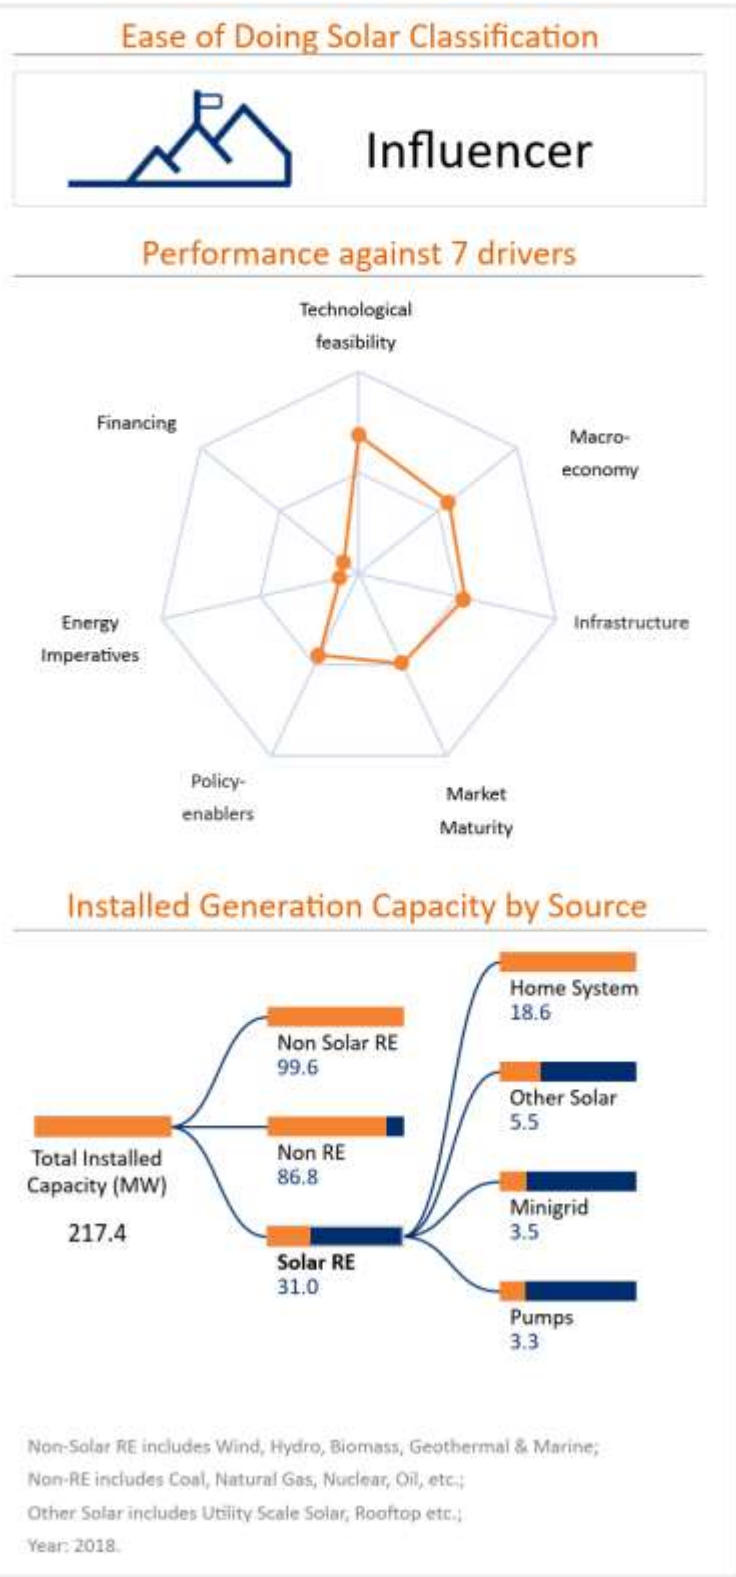 Ease of Doing Solar Classification
Influencer
Performance against 7 drivers
Technological
feasibility
Financing
Macro-
economy
Energy
Imperatives
Infrastructure
Policy-
enablers
Market
Maturity
Installed Generation Capacity by Source
Total Installed
Capacity (MW)
217.4
Non Solar RE
99.6
Non RE
86.8
Solar RE
31.0
Home System
18.6
Other Solar
5.5
Minigrid
3.5
Pumps
3.3
Non-Solar RE includes Wind, Hydro, Biomass, Geothermal & Marine;
Non-RE includes Coal, Natural Gas, Nuclear, Oil, etc.;
Other Solar includes Utility Scale Solar, Rooftop etc.;
Year: 2018.